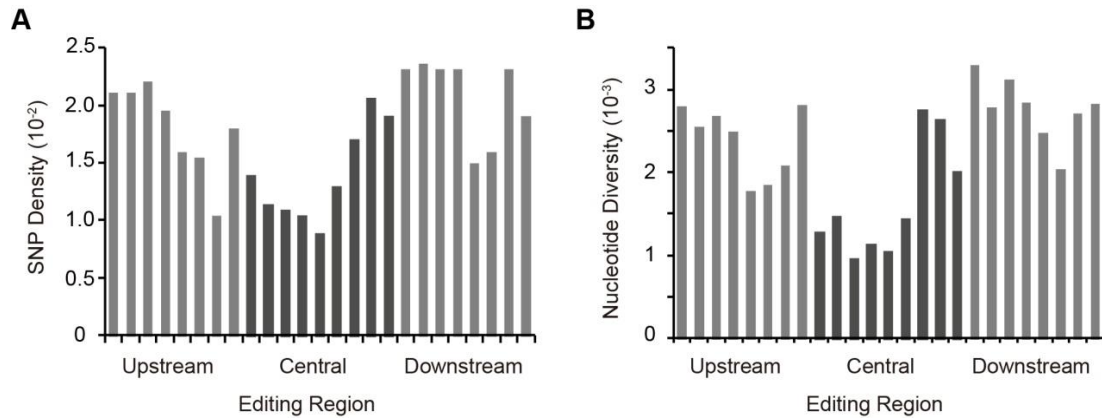 A
SNP Density (10⁻²)
2.5
2.0
1.5
1.0
0.5
0
Upstream Central Downstream
Editing Region
B
Nucleotide Diversity (10⁻³)
3
2
1
0
Upstream Central Downstream
Editing Region